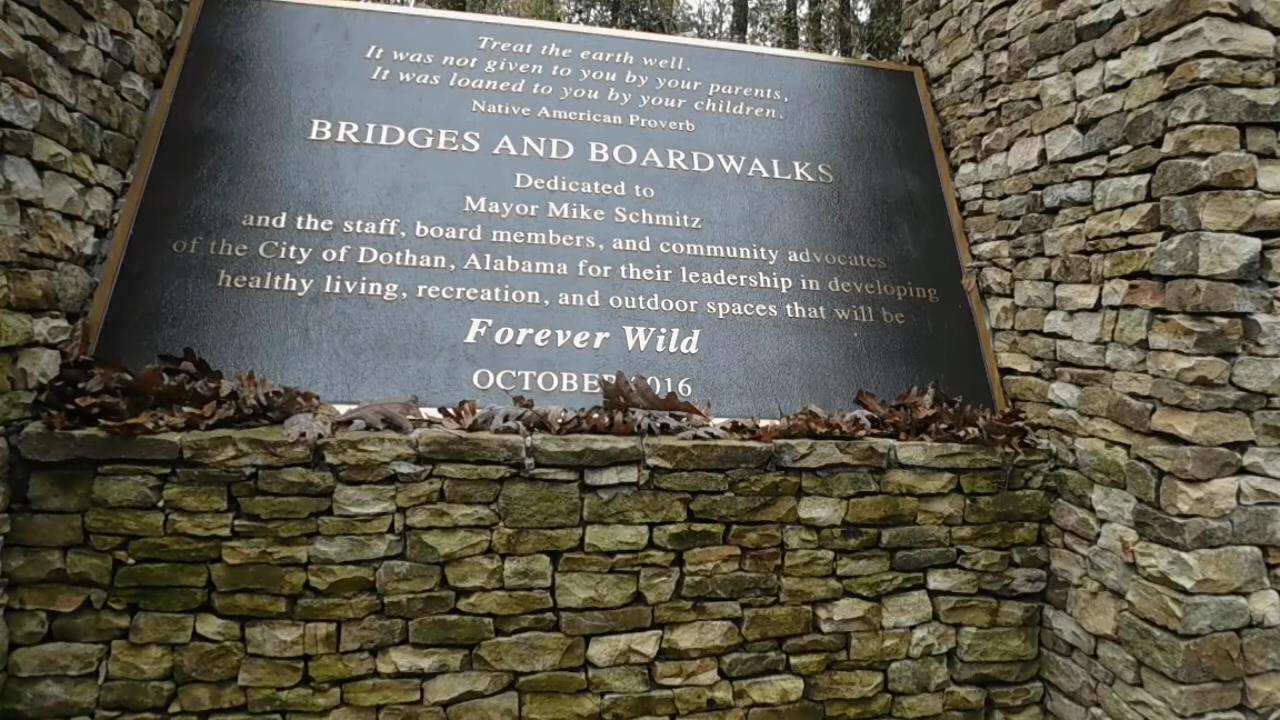 Treat the earth well.
It was not given to you by your parents,
It was loaned to you by your children.
Native American Proverb
BRIDGES AND BOARDWALKS
Dedicated to
Mayor Mike Schmitz
and the staff, board members, and community advocates
of the City of Dothan, Alabama for their leadership in developing
healthy living, recreation, and outdoor spaces that will be
Forever Wild
OCTOBER 2016